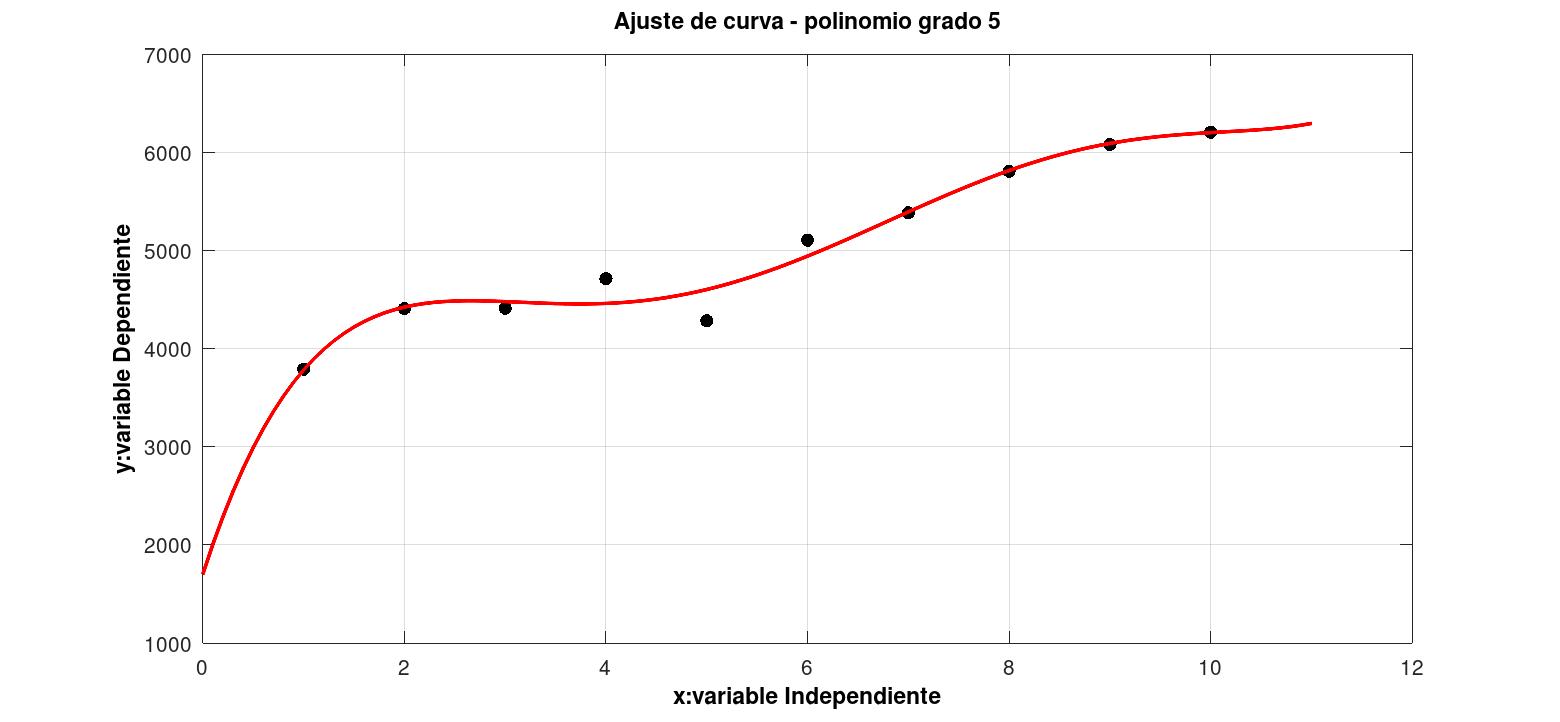 Ajuste de curva - polinomio grado 5
7000
6000
5000
4000
3000
2000
1000
y:variable Dependiente
0 2 4 6 8 10 12
x:variable Independiente